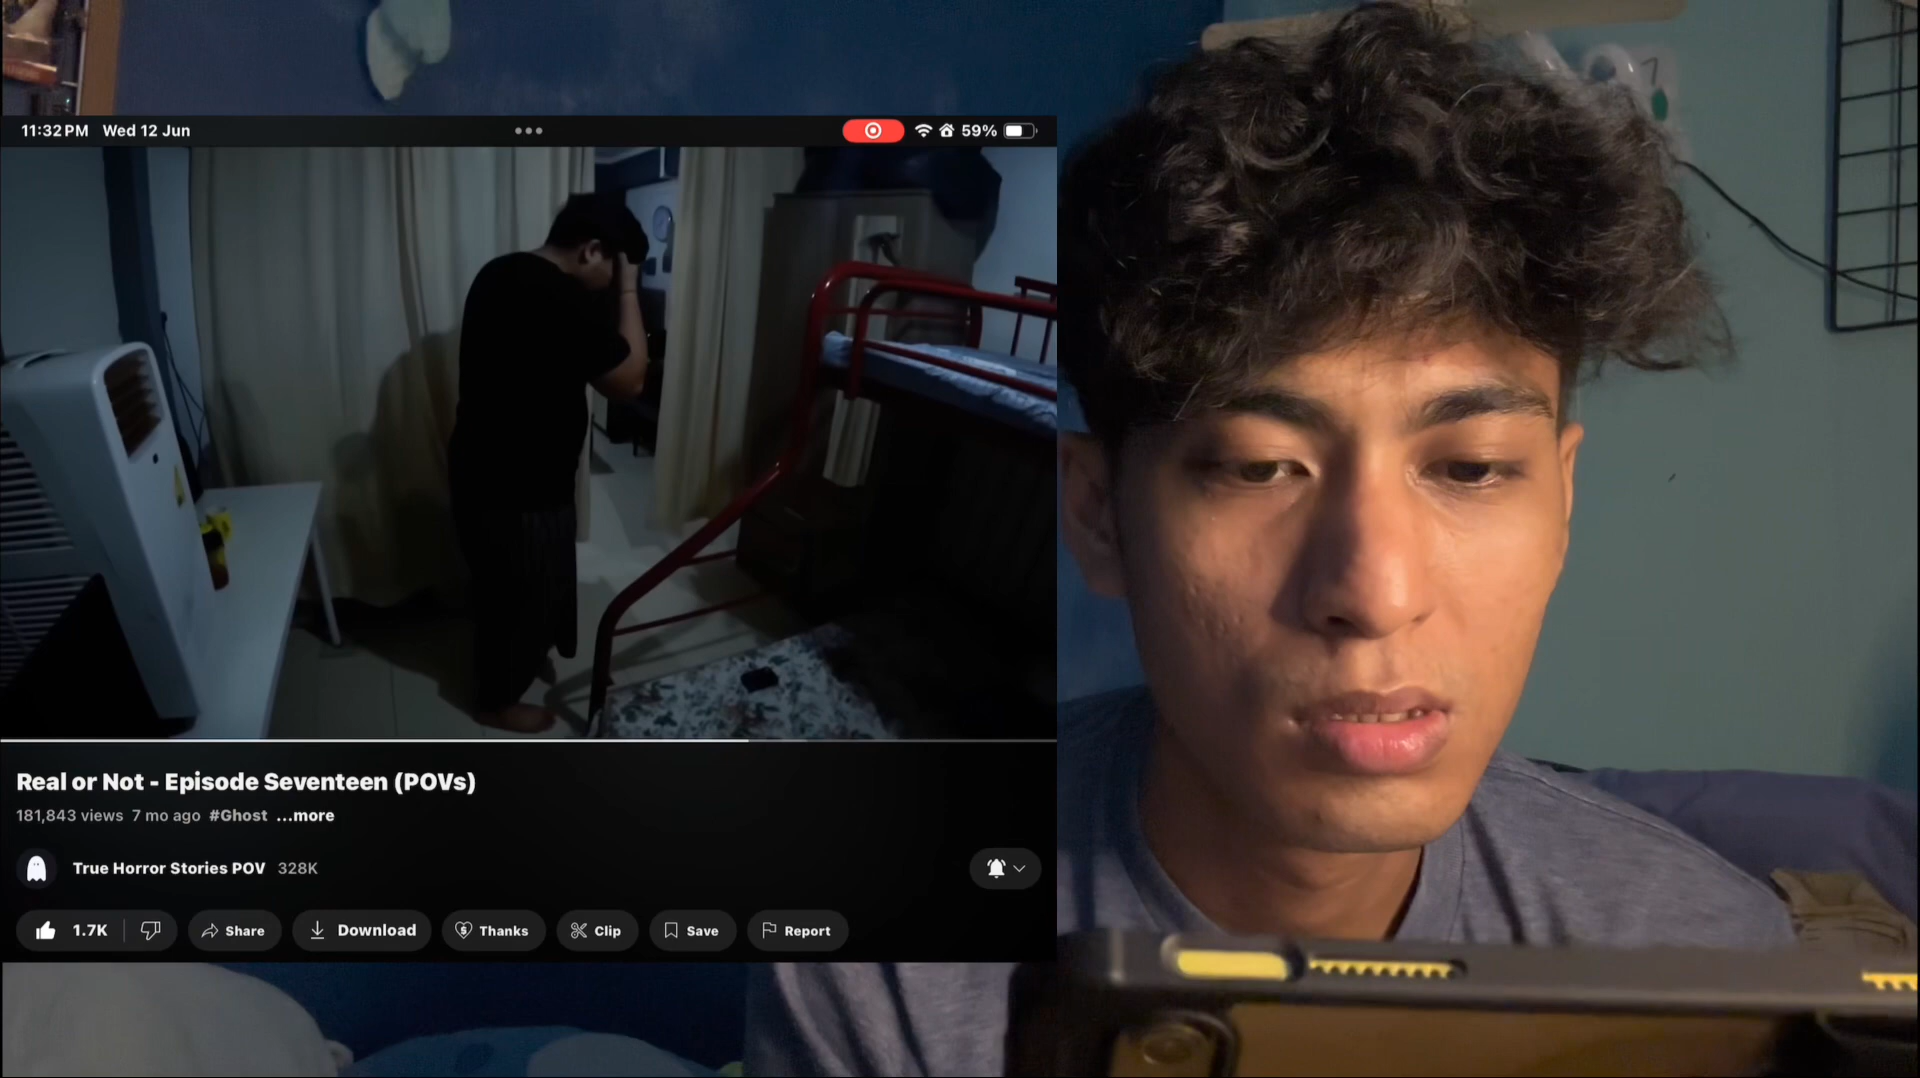 11:32 PM Wed 12 Jun 59%
Real or Not - Episode Seventeen (POVs)
181,843 views 7 mo ago #Ghost ...more
True Horror Stories POV 328K
1.7K Share Download Thanks Clip Save Report